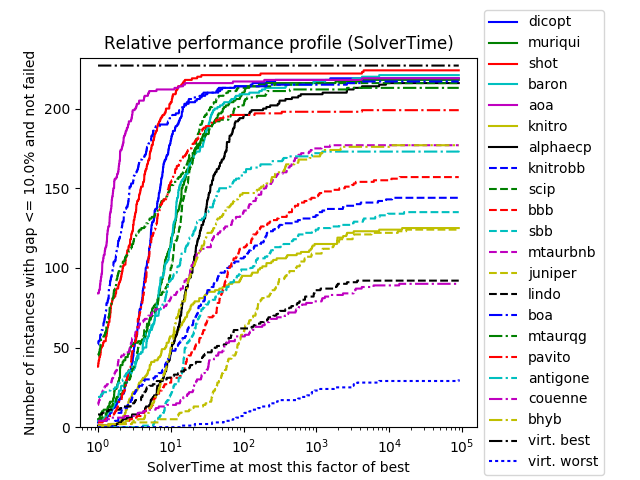 Relative performance profile (SolverTime)
Number of instances with gap <= 10.0% and not failed
200
150
100
50
0
10^0
10^1
10^2
10^3
10^4
10^5
SolverTime at most this factor of best
dicopt
muriqui
shot
baron
aoa
knitro
alphaecp
knitrobb
scip
bbb
sbb
mtaurbnb
juniper
lindo
boa
mtaurqg
pavito
antigone
couenne
bhyb
virt. best
virt. worst